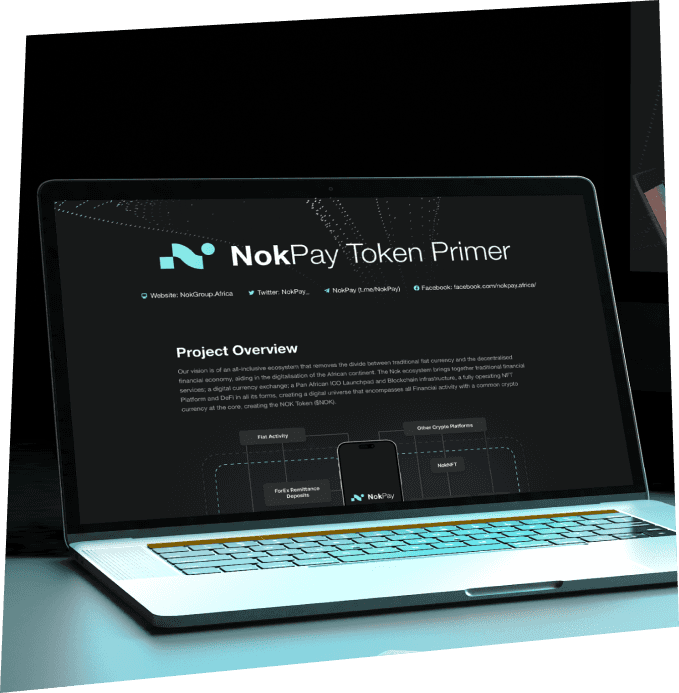 NokPay Token Primer
Website: NokGroup.Africa Twitter: NokPay_ NokPay (t.me/NokPay) Facebook: facebook.com/nokpay.africa/
Project Overview
Our vision is of an all-inclusive ecosystem that removes the divide between traditional fiat currency and the decentralised
financial economy, aiding in the digitalisation of the African continent. The Nok ecosystem brings together traditional financial
services; a digital currency exchange; a Pan African ICO Launchpad and Blockchain Infrastructure, a fully operating NFT
Platform and DeFi in all its forms, creating a digital universe that encompasses all Financial activity with a common crypto
currency at the core, creating the NOK Token ($NOK).
Fiat Activity
Other Crypto Platforms
NokNFT
ForEx Remittance
Deposits
NokPay